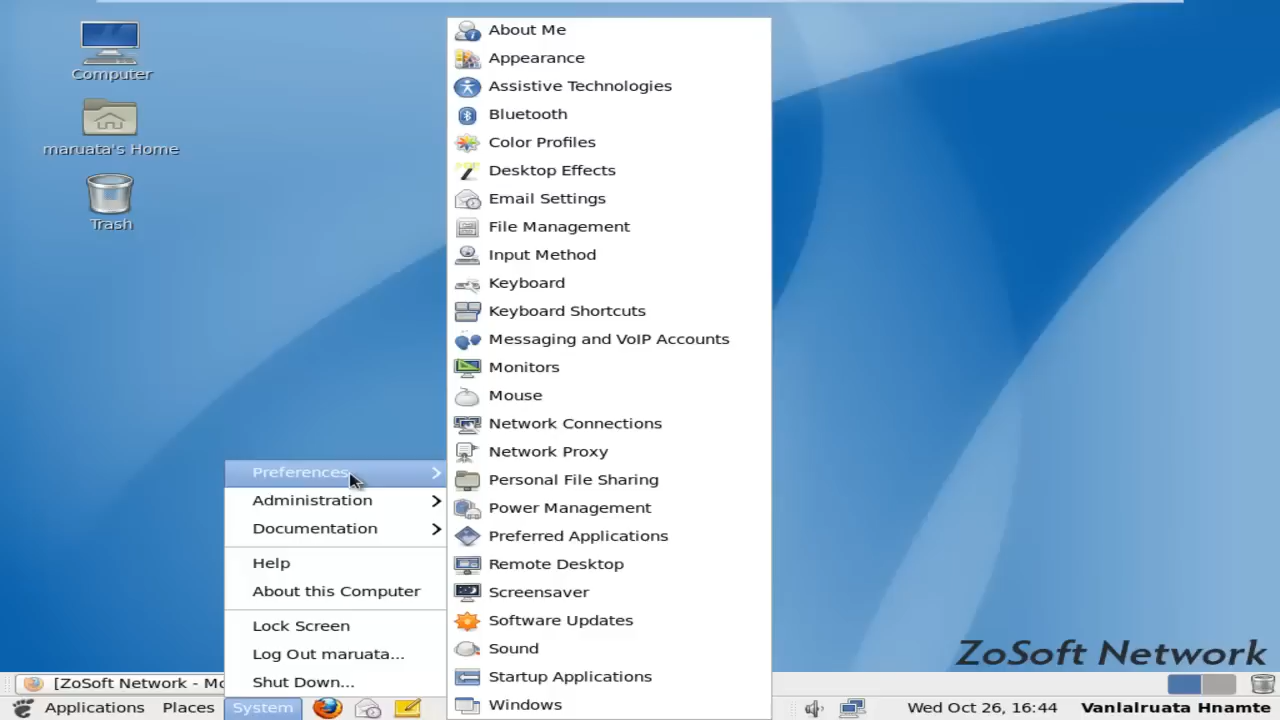 Computer
maruata's Home
Trash
About Me
Appearance
Assistive Technologies
Bluetooth
Color Profiles
Desktop Effects
Email Settings
File Management
Input Method
Keyboard
Keyboard Shortcuts
Messaging and VoIP Accounts
Monitors
Mouse
Network Connections
Network Proxy
Personal File Sharing
Power Management
Preferred Applications
Remote Desktop
Screensaver
Software Updates
Sound
Startup Applications
Windows
Preferences
Administration
Documentation
Help
About this Computer
Lock Screen
Log Out maruata...
Shut Down...
ZoSoft Network
[ZoSoft Network - Mo
Applications Places System Wed Oct 26, 16:44 Vanlalruata Hnamte